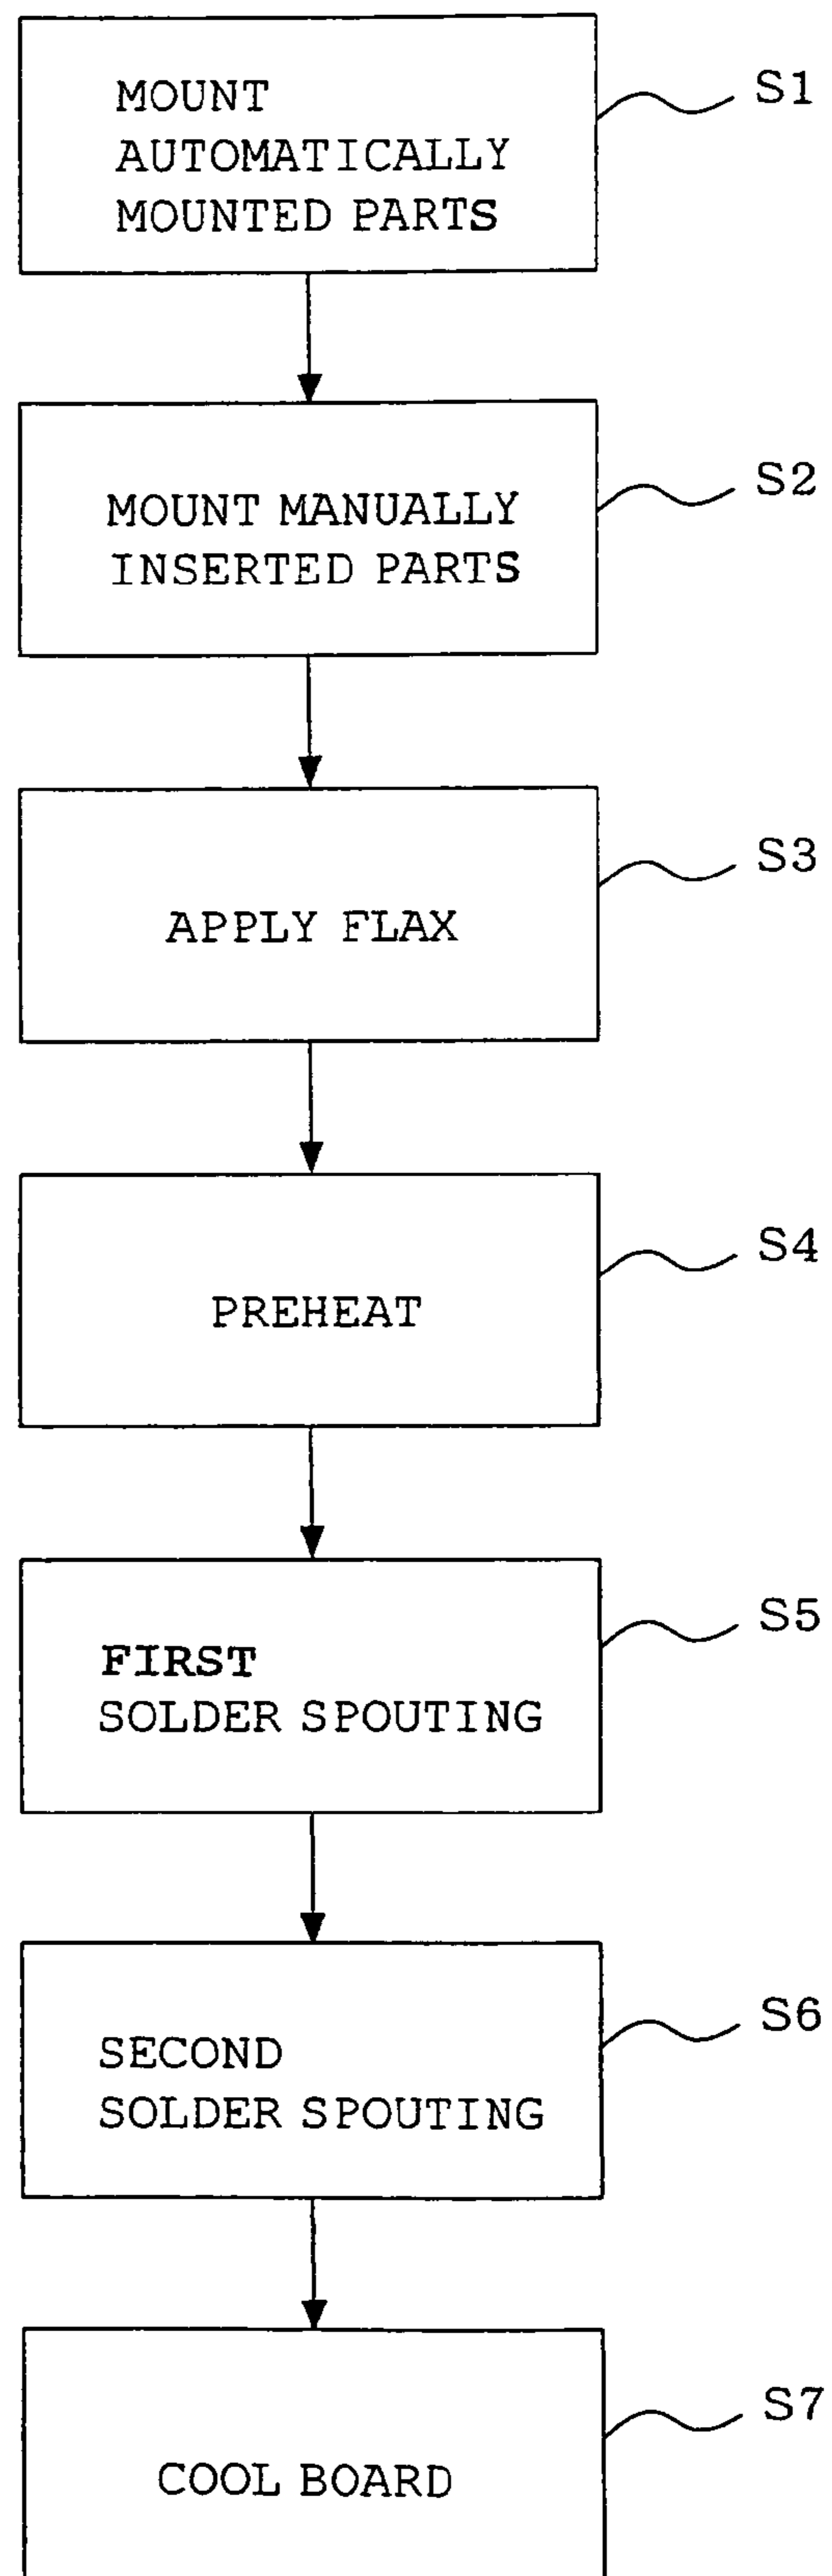 MOUNT
AUTOMATICALLY
MOUNTED PARTS
S1
MOUNT MANUALLY
INSERTED PARTS
S2
APPLY FLAX
S3
PREHEAT
S4
FIRST
SOLDER SPOUTING
S5
SECOND
SOLDER SPOUTING
S6
COOL BOARD
S7